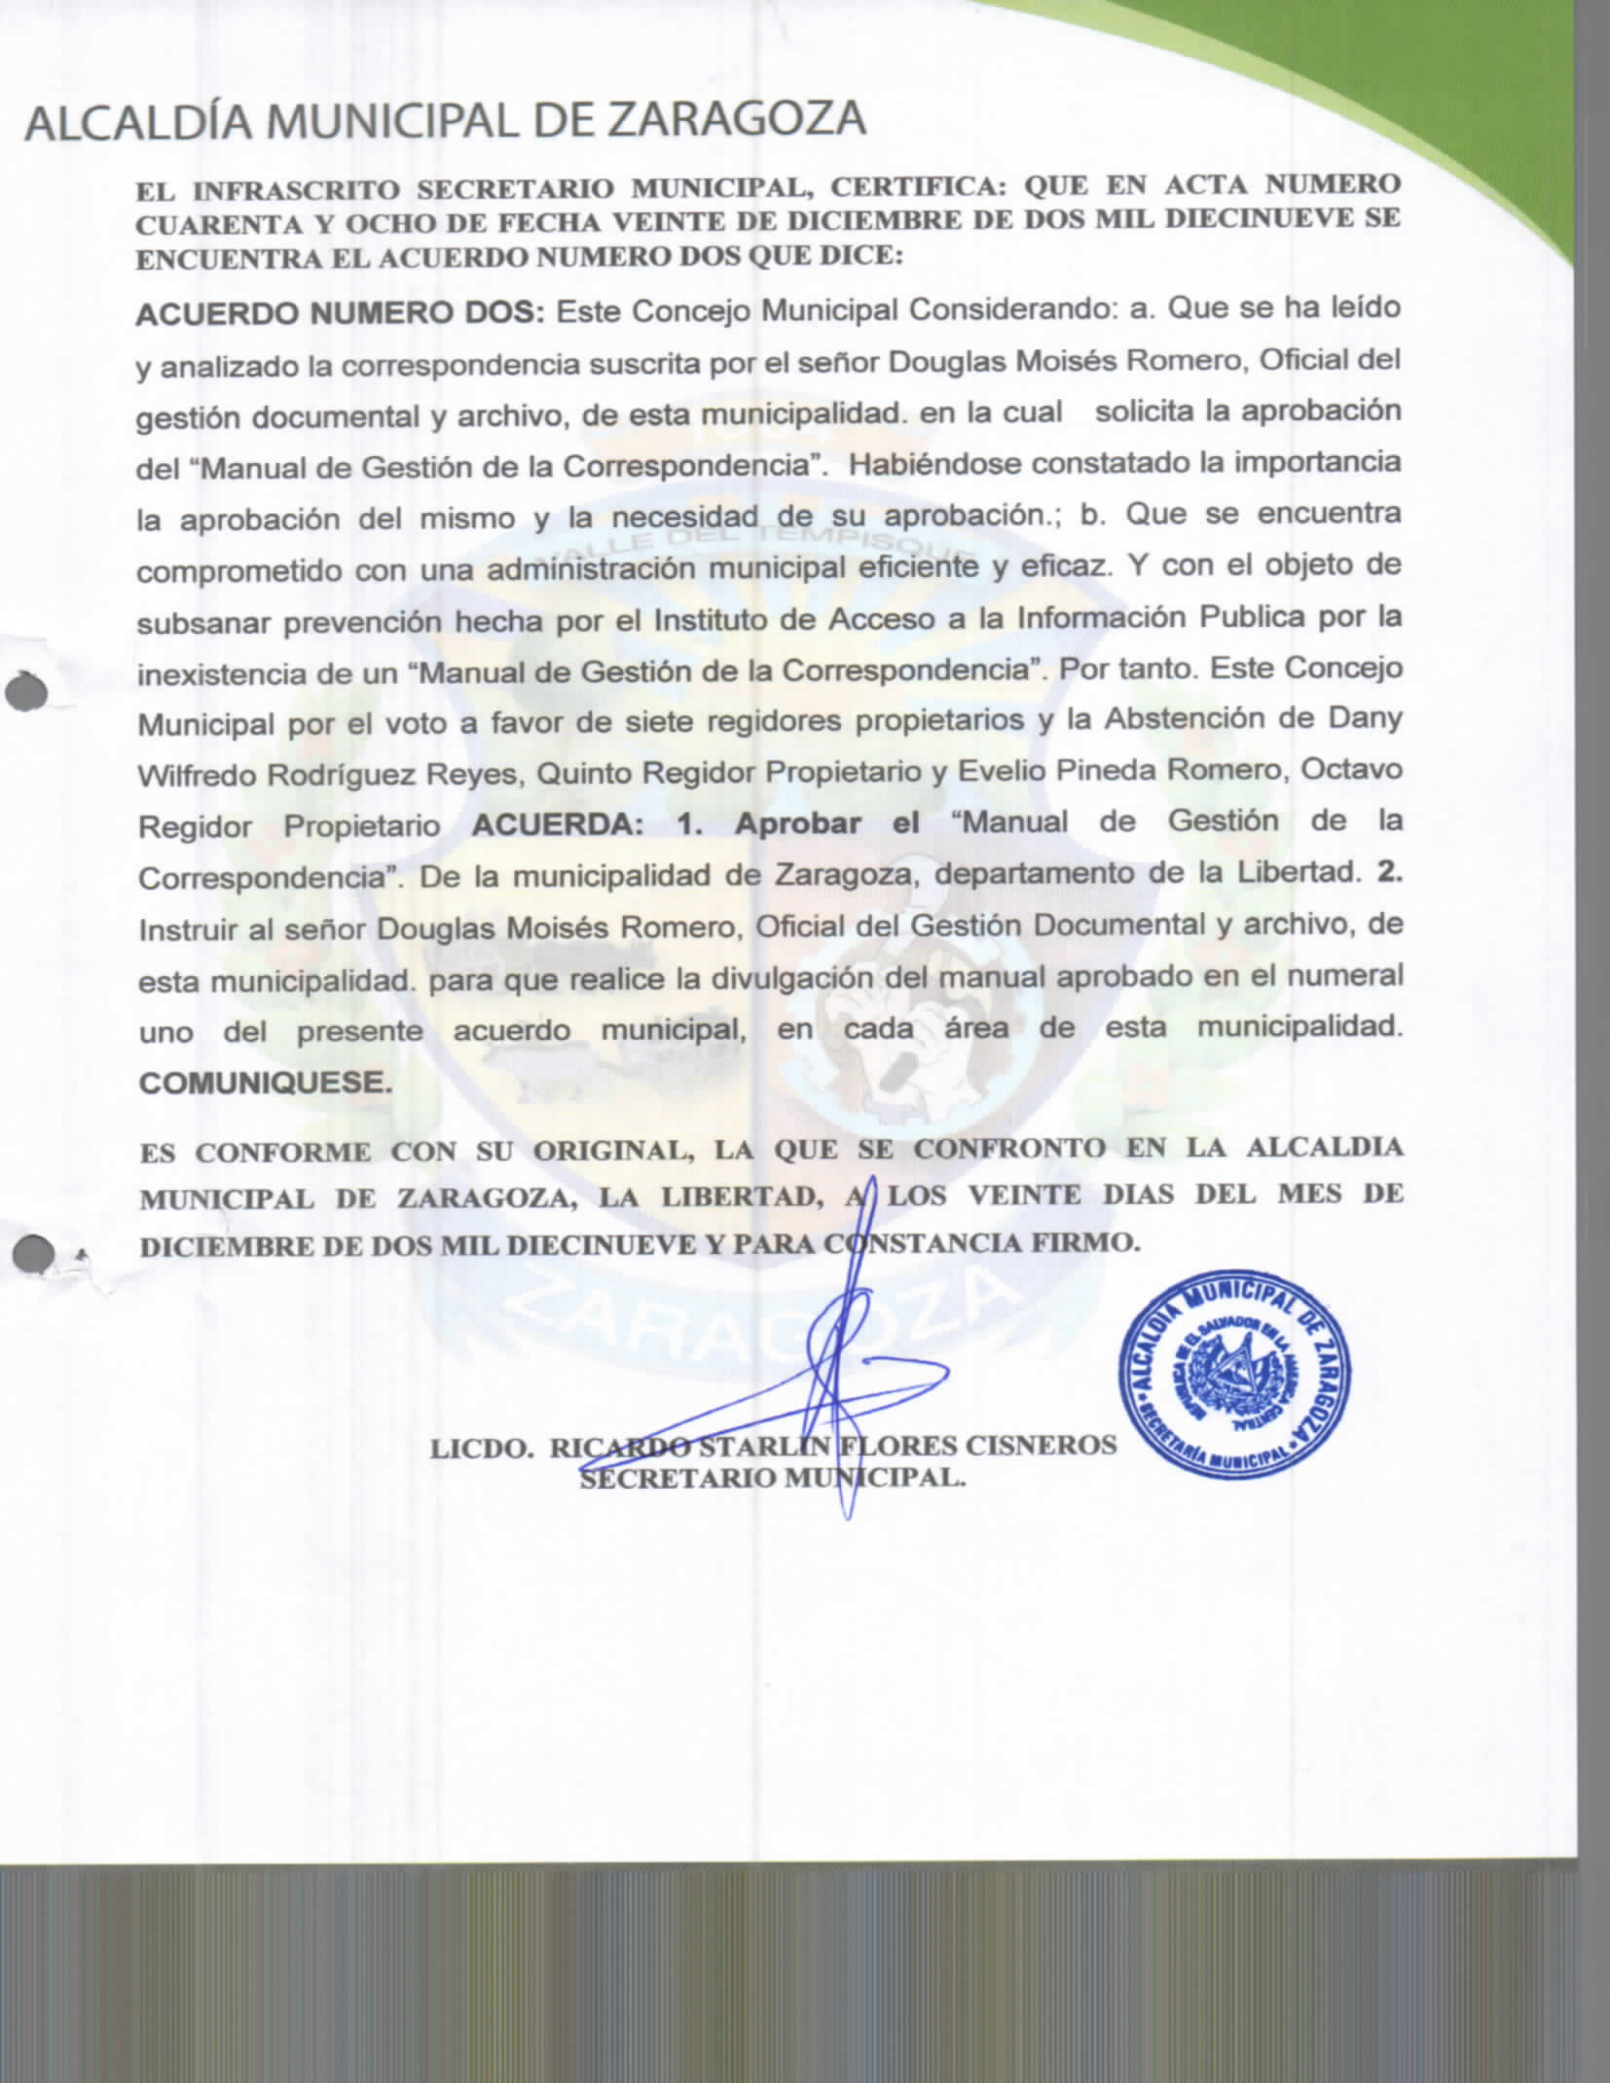 ALCALDÍA MUNICIPAL DE ZARAGOZA
EL INFRASCRITO SECRETARIO MUNICIPAL, CERTIFICA: QUE EN ACTA NUMERO
CUARENTA Y OCHO DE FECHA VEINTE DE DICIEMBRE DE DOS MIL DIECINUEVE SE
ENCUENTRA EL ACUERDO NUMERO DOS QUE DICE:
ACUERDO NUMERO DOS: Este Concejo Municipal Considerando: a. Que se ha leído
y analizado la correspondencia suscrita por el señor Douglas Moisés Romero, Oficial del
gestión documental y archivo, de esta municipalidad. en la cual solicita la aprobación
del “Manual de Gestión de la Correspondencia”. Habiéndose constatado la importancia
la aprobación del mismo y la necesidad de su aprobación.; b. Que se encuentra
VALLE DEL TEMPISQUE
comprometido con una administración municipal eficiente y eficaz. Y con el objeto de
subsanar prevención hecha por el Instituto de Acceso a la Información Publica por la
inexistencia de un “Manual de Gestión de la Correspondencia”. Por tanto. Este Concejo
Municipal por el voto a favor de siete regidores propietarios y la Abstención de Dany
Wilfredo Rodríguez Reyes, Quinto Regidor Propietario y Evelio Pineda Romero, Octavo
Regidor Propietario ACUERDA: 1. Aprobar el “Manual de Gestión de la
Correspondencia”. De la municipalidad de Zaragoza, departamento de la Libertad. 2.
Instruir al señor Douglas Moisés Romero, Oficial del Gestión Documental y archivo, de
esta municipalidad. para que realice la divulgación del manual aprobado en el numeral
uno del presente acuerdo municipal, en cada área de esta municipalidad.
COMUNIQUESE.
ES CONFORME CON SU ORIGINAL, LA QUE SE CONFRONTO EN LA ALCALDIA
MUNICIPAL DE ZARAGOZA, LA LIBERTAD, A LOS VEINTE DIAS DEL MES DE
DICIEMBRE DE DOS MIL DIECINUEVE Y PARA CONSTANCIA FIRMO.
ZARAGOZA
ALCALDIA MUNICIPAL DE ZARAGOZA
REPUBLICA DE EL SALVADOR EN LA AMERICA CENTRAL
SECRETARÍA MUNICIPAL
LICDO. RICARDO STARLIN FLORES CISNEROS
SECRETARIO MUNICIPAL.